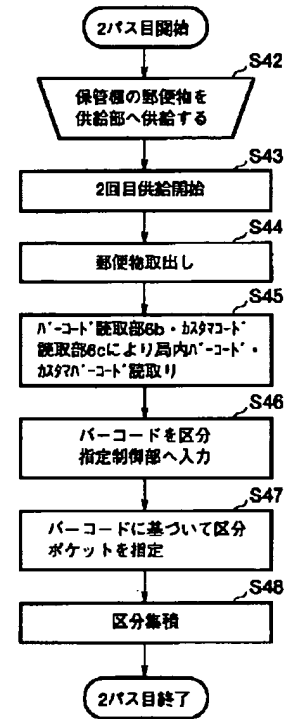 2パス目開始
S42
保管棚の郵便物を
供給部へ供給する
S43
2回目供給開始
S44
郵便物取出し
S45
バーコード読取部6b・カスタマコード
読取部6cにより局内バーコード・
カスタマバーコード読取り
S46
バーコードを区分
指定制御部へ入力
S47
バーコードに基づいて区分
ポケットを指定
S48
区分集積
2パス目終了